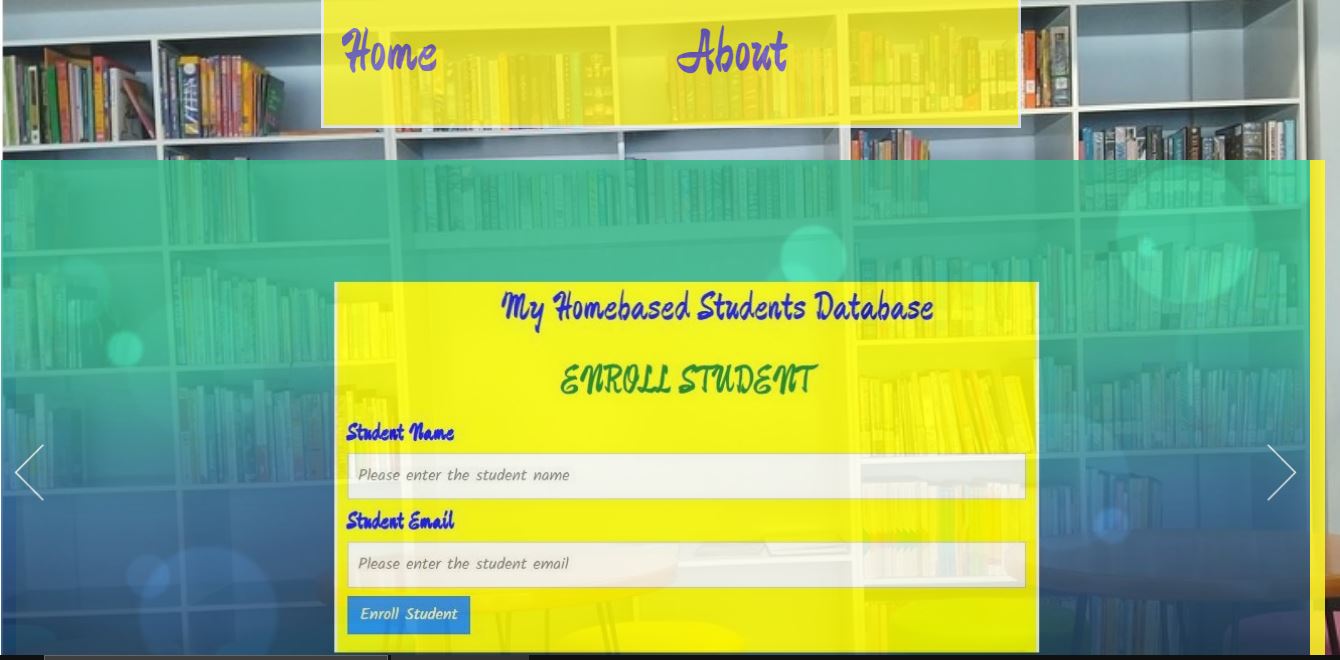 Home About
My Homebased Students Database
ENROLL STUDENT
Student Name
Please enter the student name
Student Email
Please enter the student email
Enroll Student